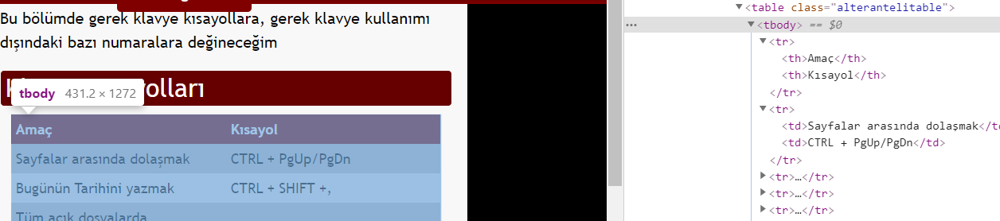 Bu bölümde gerek klavye kısayollara, gerek klavye kullanımı
dışındaki bazı numaralara değineceğim
yolları
tbody 431.2 × 1272
Amaç Kısayol
Sayfalar arasında dolaşmak CTRL + PgUp/PgDn
Bugünün Tarihini yazmak CTRL + SHIFT +,
Tüm açık dosyalarda
<table class="alterantelitable">
… <tbody> == $0
<tr>
<th>Amaç</th>
<th>Kısayol</th>
</tr>
<tr>
<td>Sayfalar arasında dolaşmak</t
<td>CTRL + PgUp/PgDn</td>
</tr>
<tr>…</tr>
<tr>…</tr>
<tr>…</tr>